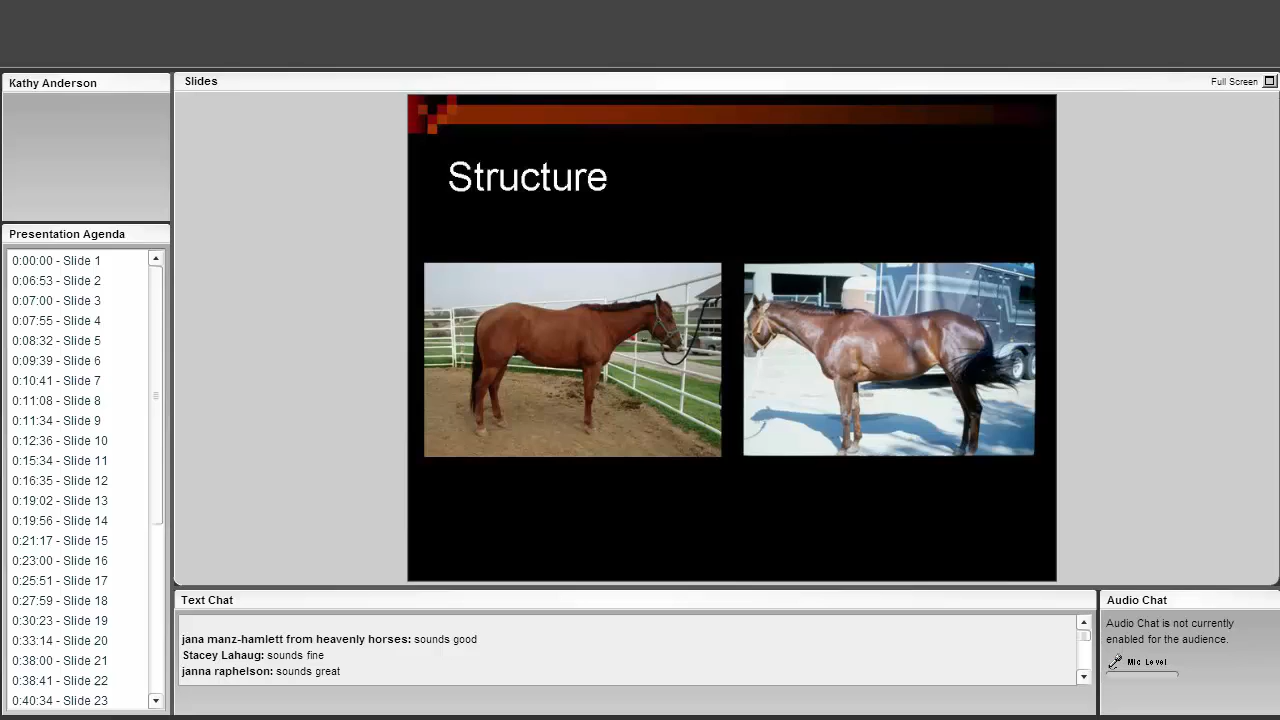 Kathy Anderson
Slides
Full Screen
Structure
Presentation Agenda
0:00:00 - Slide 1
0:06:53 - Slide 2
0:07:00 - Slide 3
0:07:55 - Slide 4
0:08:32 - Slide 5
0:09:39 - Slide 6
0:10:41 - Slide 7
0:11:08 - Slide 8
0:11:34 - Slide 9
0:12:36 - Slide 10
0:15:34 - Slide 11
0:16:35 - Slide 12
0:19:02 - Slide 13
0:19:56 - Slide 14
0:21:17 - Slide 15
0:23:00 - Slide 16
0:25:51 - Slide 17
0:27:59 - Slide 18
0:30:23 - Slide 19
0:33:14 - Slide 20
0:38:00 - Slide 21
0:38:41 - Slide 22
0:40:34 - Slide 23
Text Chat
jana manz-hamlett from heavenly horses: sounds good
Stacey Lahaug: sounds fine
janna raphelson: sounds great
Audio Chat
Audio Chat is not currently
enabled for the audience.
Mic Level